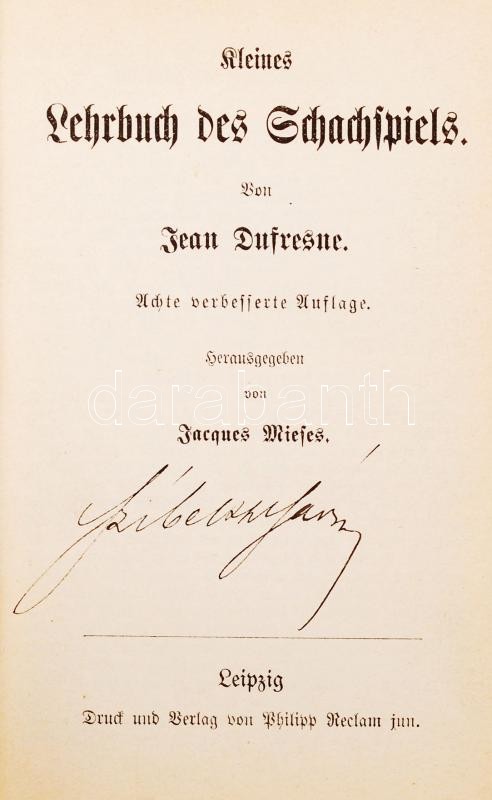 Kleines
Lehrbuch des Schachspiels.
Von
Jean Dufresne.
Achte verbesserte Auflage.
Herausgegeben
darabanth
von
Jacques Mieses.
Leipzig
Druck und Verlag von Philipp Reclam jun.